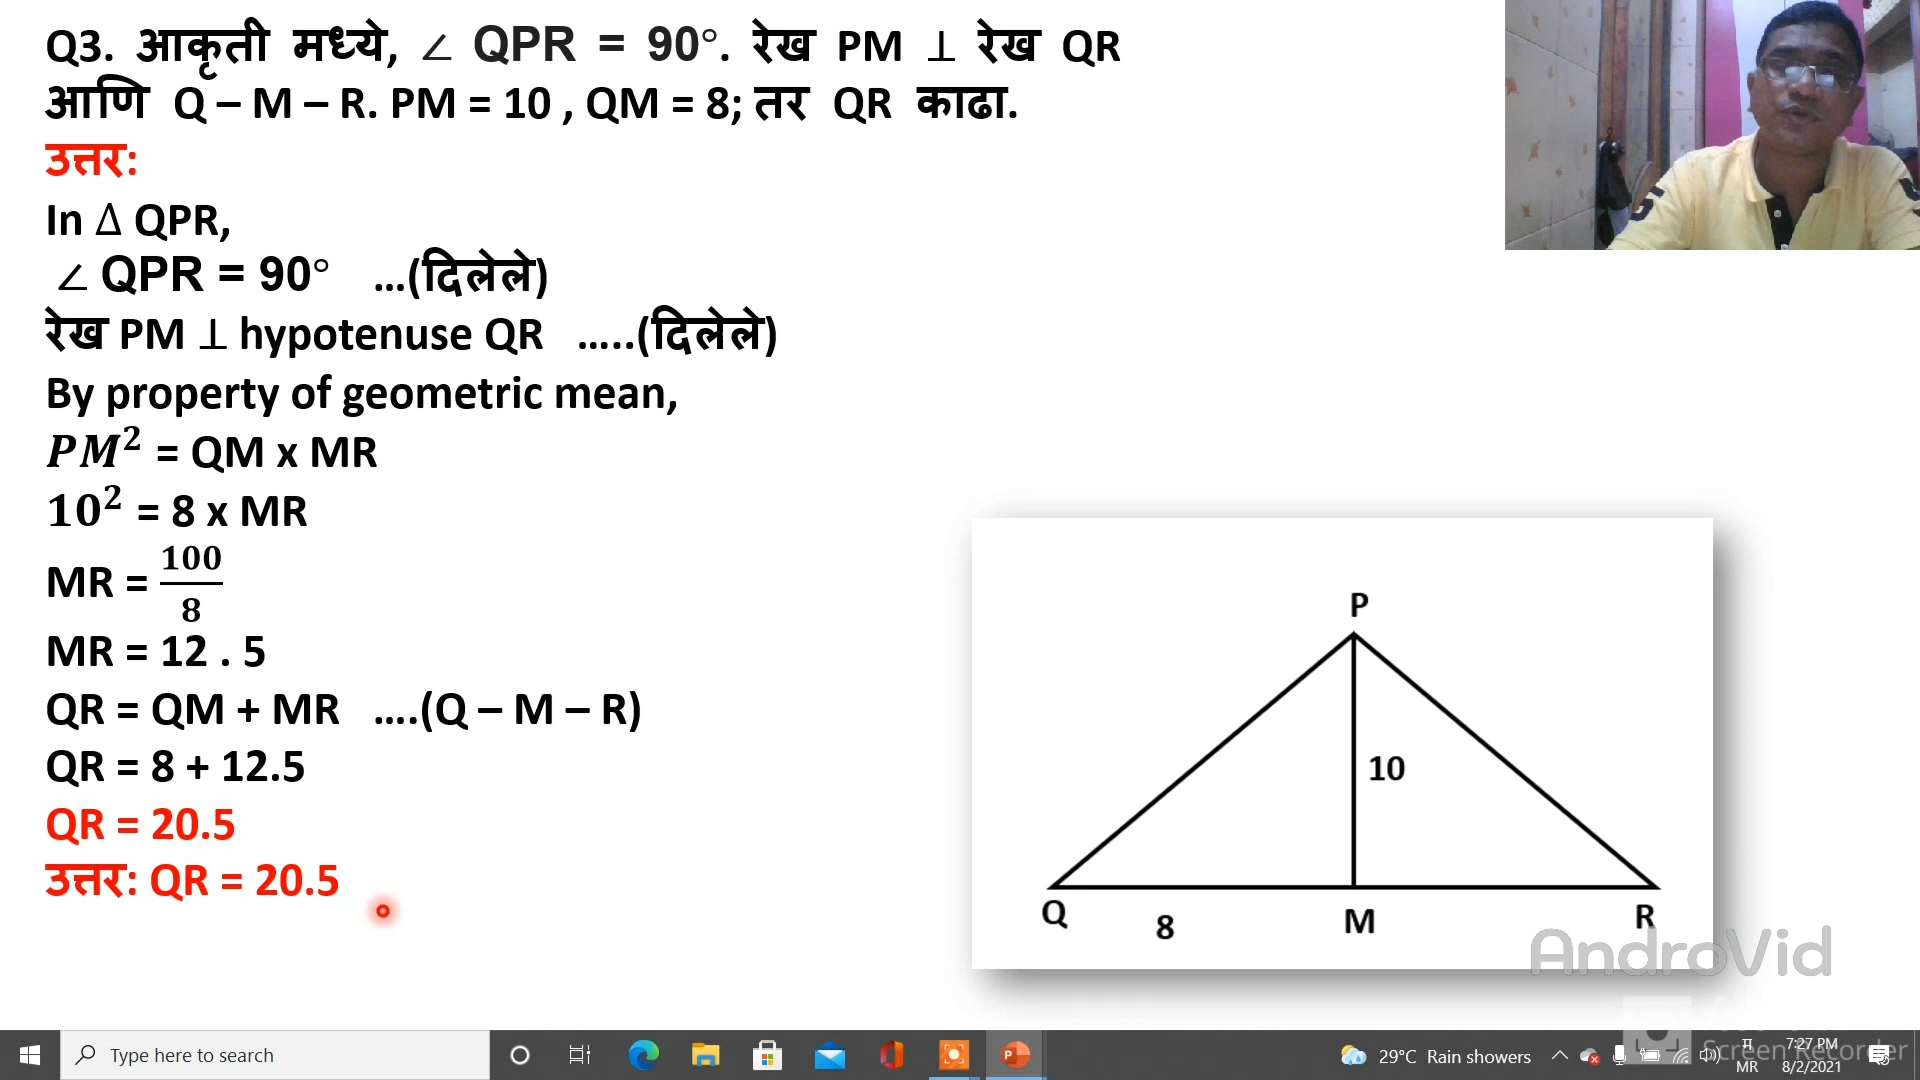 Q3. आकृती मध्ये, ∠ QPR = 90°. रेख PM ⊥ रेख QR
आणि Q – M – R. PM = 10 , QM = 8; तर QR काढा.
उत्तर:
In Δ QPR,
∠ QPR = 90° ...(दिलेले)
रेख PM ⊥ hypotenuse QR .....(दिलेले)
By property of geometric mean,
PM² = QM x MR
10² = 8 x MR
MR = 100/8
MR = 12 . 5
QR = QM + MR ....(Q – M – R)
QR = 8 + 12.5
QR = 20.5
उत्तर: QR = 20.5
P
10
Q
8
M
R
AndroVid
Screen Recorder
Type here to search
29°C Rain showers
MR
7:27 PM
8/2/2021